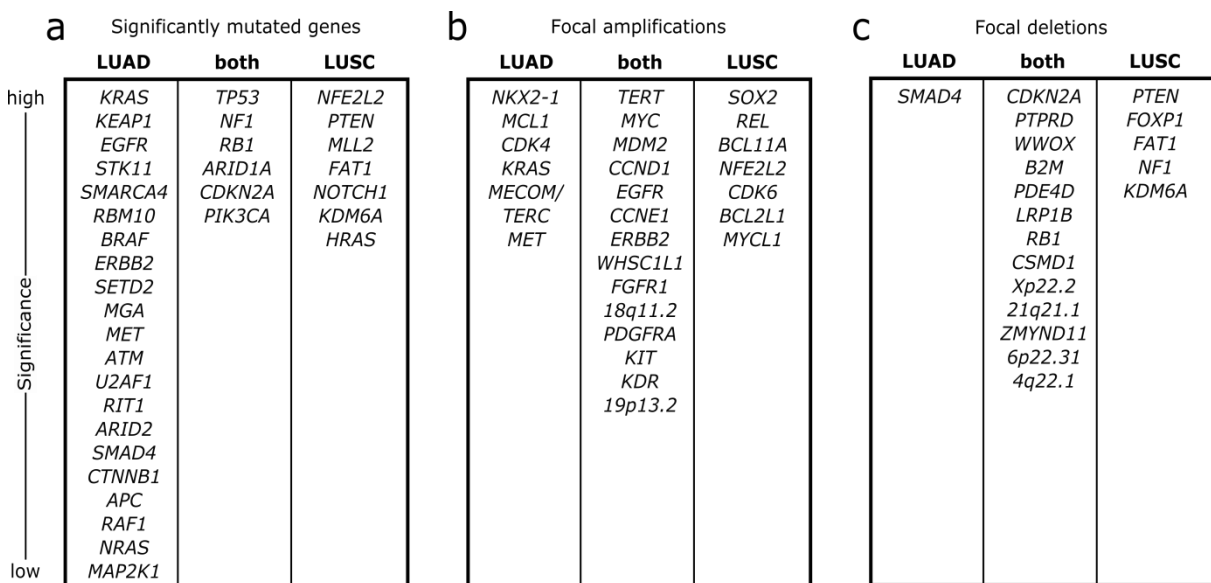 a Significantly mutated genes b Focal amplifications c Focal deletions
LUAD both LUSC LUAD both LUSC LUAD both LUSC
high KRAS TP53 NFE2L2 NKX2-1 TERT SOX2 SMAD4 CDKN2A PTEN
KEAP1 NF1 PTEN MCL1 MYC REL PTPRD FOXP1
EGFR RB1 MLL2 CDK4 MDM2 BCL11A WWOX FAT1
STK11 ARID1A FAT1 KRAS CCND1 NFE2L2 B2M NF1
SMARCA4 CDKN2A NOTCH1 MECOM/ EGFR CDK6 PDE4D KDM6A
RBM10 PIK3CA KDM6A TERC CCNE1 BCL2L1 LRP1B
BRAF HRAS MET ERBB2 MYCL1 RB1
ERBB2 WHSC1L1 CSMD1
SETD2 FGFR1 Xp22.2
MGA 18q11.2 21q21.1
MET PDGFRA ZMYND11
ATM KIT 6p22.31
U2AF1 KDR 4q22.1
RIT1 19p13.2
ARID2
SMAD4
CTNNB1
APC
RAF1
NRAS
low MAP2K1
Significance